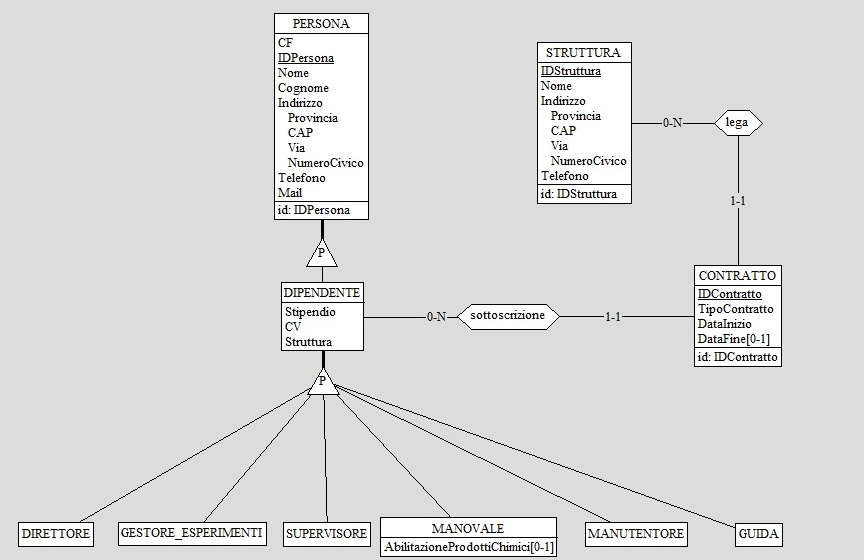 PERSONA
CF
IDPersona
Nome
Cognome
Indirizzo
Provincia
CAP
Via
NumeroCivico
Telefono
Mail
id: IDPersona
STRUTTURA
IDStruttura
Nome
Indirizzo
Provincia
CAP
Via
NumeroCivico
Telefono
id: IDStruttura
0-N
lega
1-1
P
DIPENDENTE
Stipendio
CV
Struttura
0-N
sottoscrizione
1-1
CONTRATTO
IDContratto
TipoContratto
DataInizio
DataFine[0-1]
id: IDContratto
P
DIRETTORE
GESTORE_ESPERIMENTI
SUPERVISORE
MANOVALE
AbilitazioneProdottiChimici[0-1]
MANUTENTORE
GUIDA